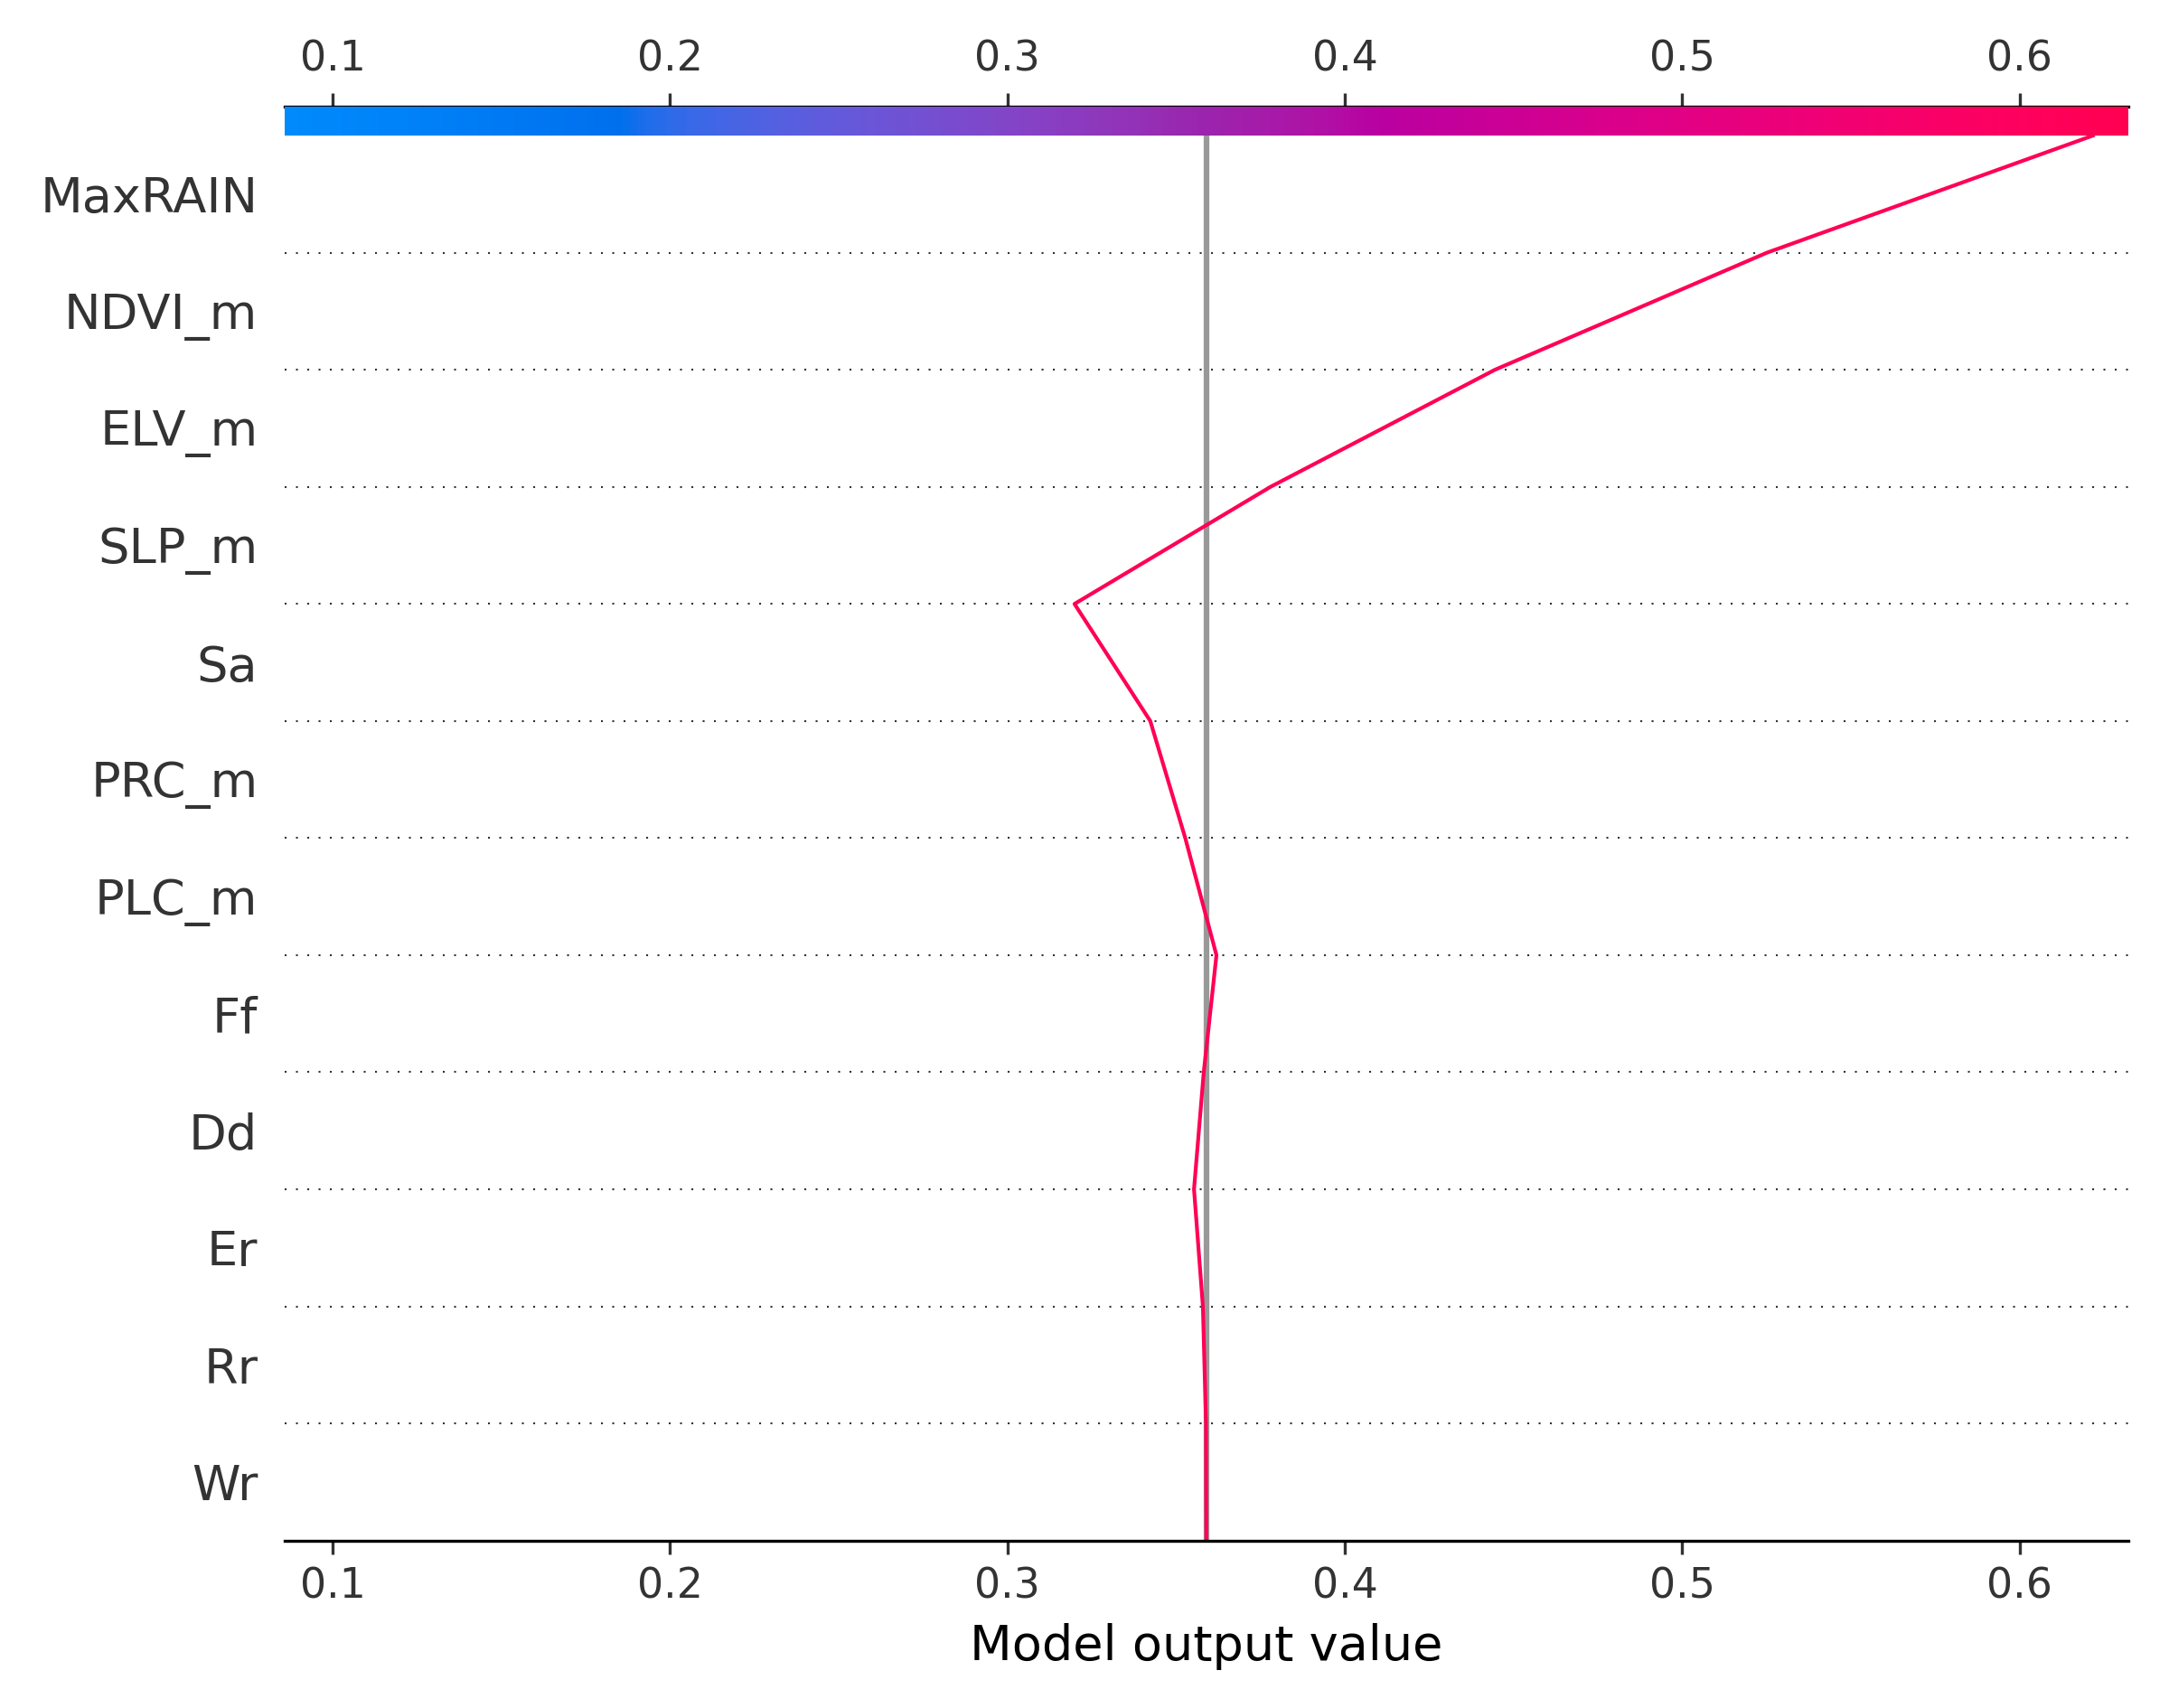 0.1 0.2 0.3 0.4 0.5 0.6
MaxRAIN
NDVI_m
ELV_m
SLP_m
Sa
PRC_m
PLC_m
Ff
Dd
Er
Rr
Wr
0.1 0.2 0.3 0.4 0.5 0.6
Model output value